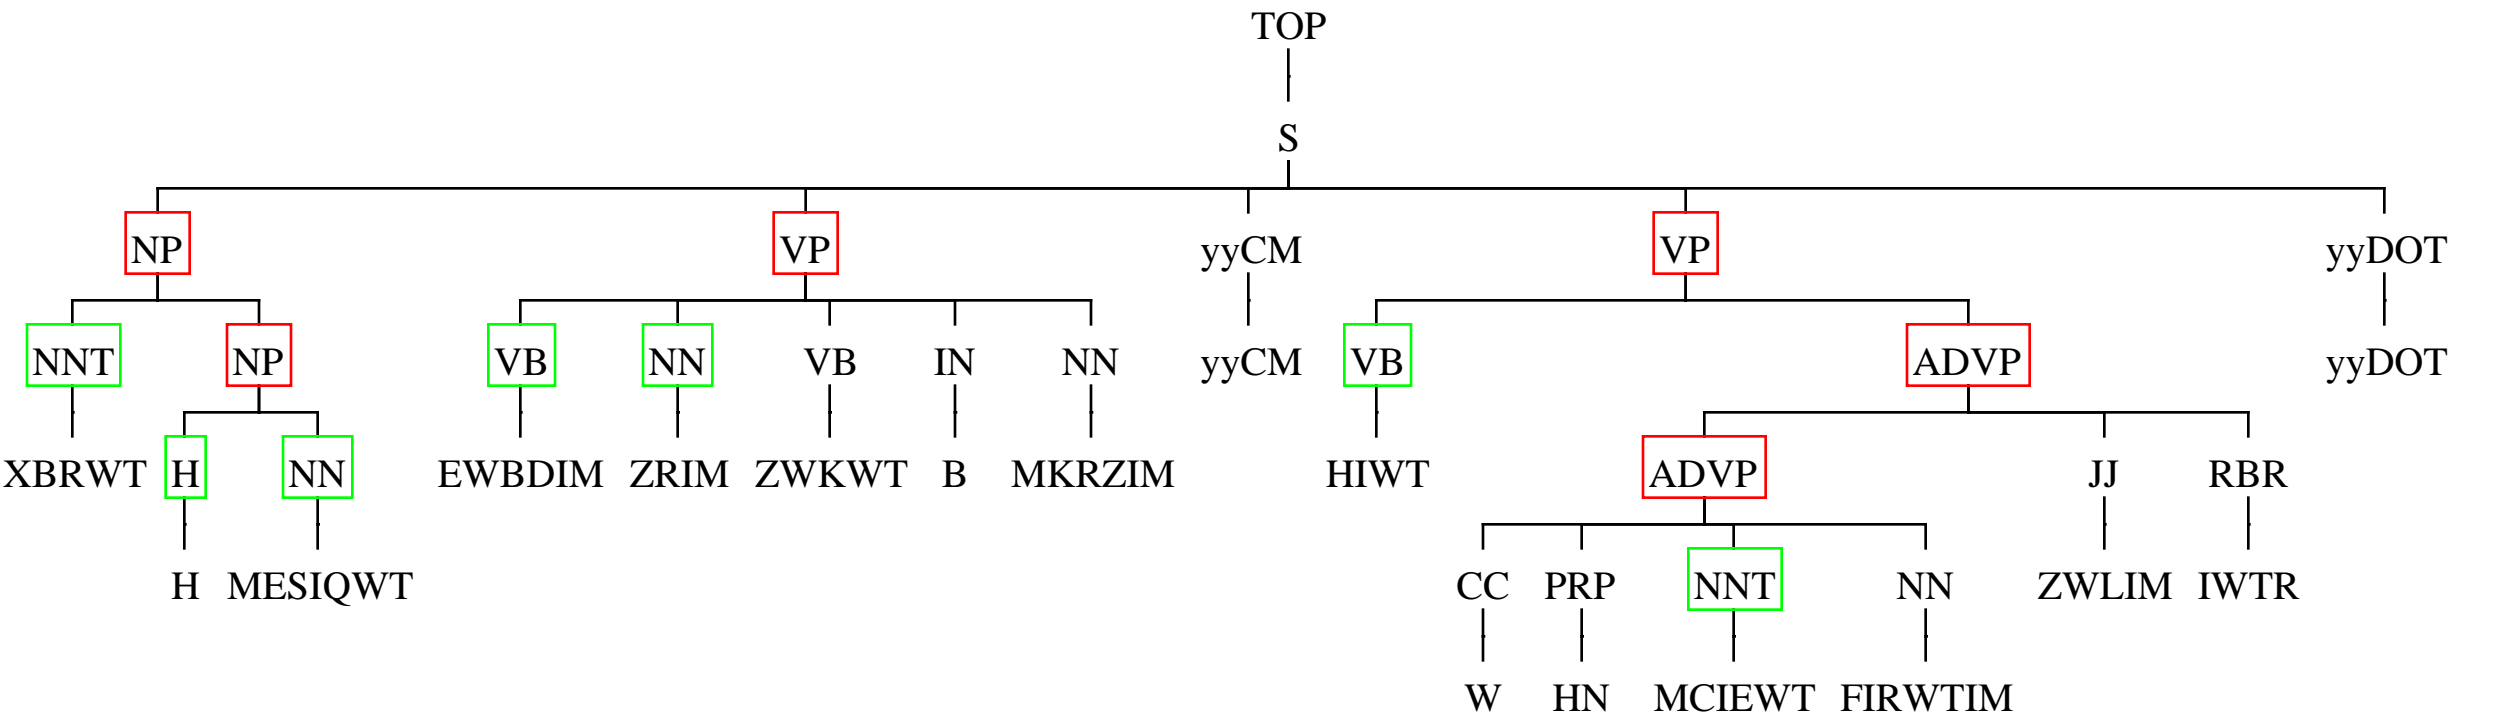 TOP
S
NP VP yyCM VP yyDOT
NNT NP VB NN VB IN NN yyCM VB ADVP yyDOT
XBRWT H NN EWBDIM ZRIM ZWKWT B MKRZIM HIWT ADVP JJ RBR
H MESIQWT CC PRP NNT NN ZWLIM IWTR
W HN MCIEWT FIRWTIM